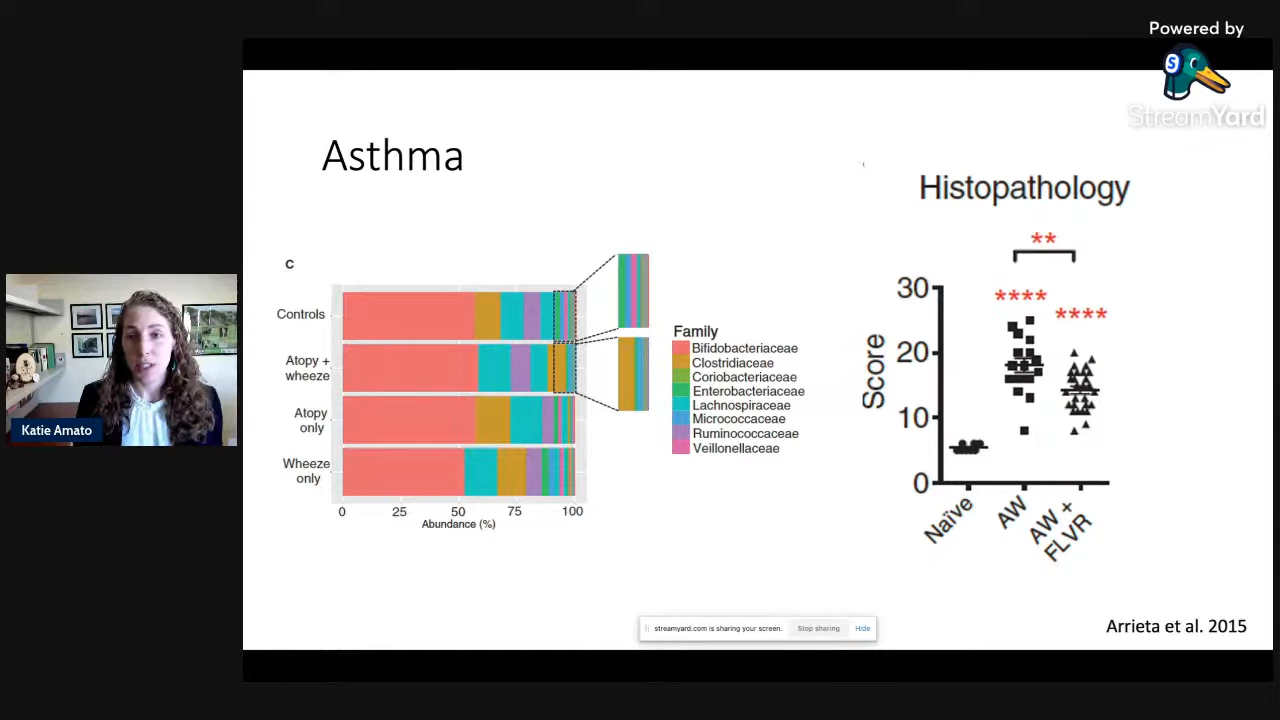 Powered by
StreamYard
Asthma
Histopathology
C
Controls
Atopy +
wheeze
Atopy
only
Wheeze
only
0 25 50 75 100
Abundance (%)
Family
Bifidobacteriaceae
Clostridiaceae
Coriobacteriaceae
Enterobacteriaceae
Lachnospiraceae
Micrococcaceae
Ruminococcaceae
Veillonellaceae
**
****
****
30
20
10
0
Score
Naïve
AW
AW +
FLVR
Katie Amato
streamyard.com is sharing your screen. Stop sharing Hide
Arrieta et al. 2015